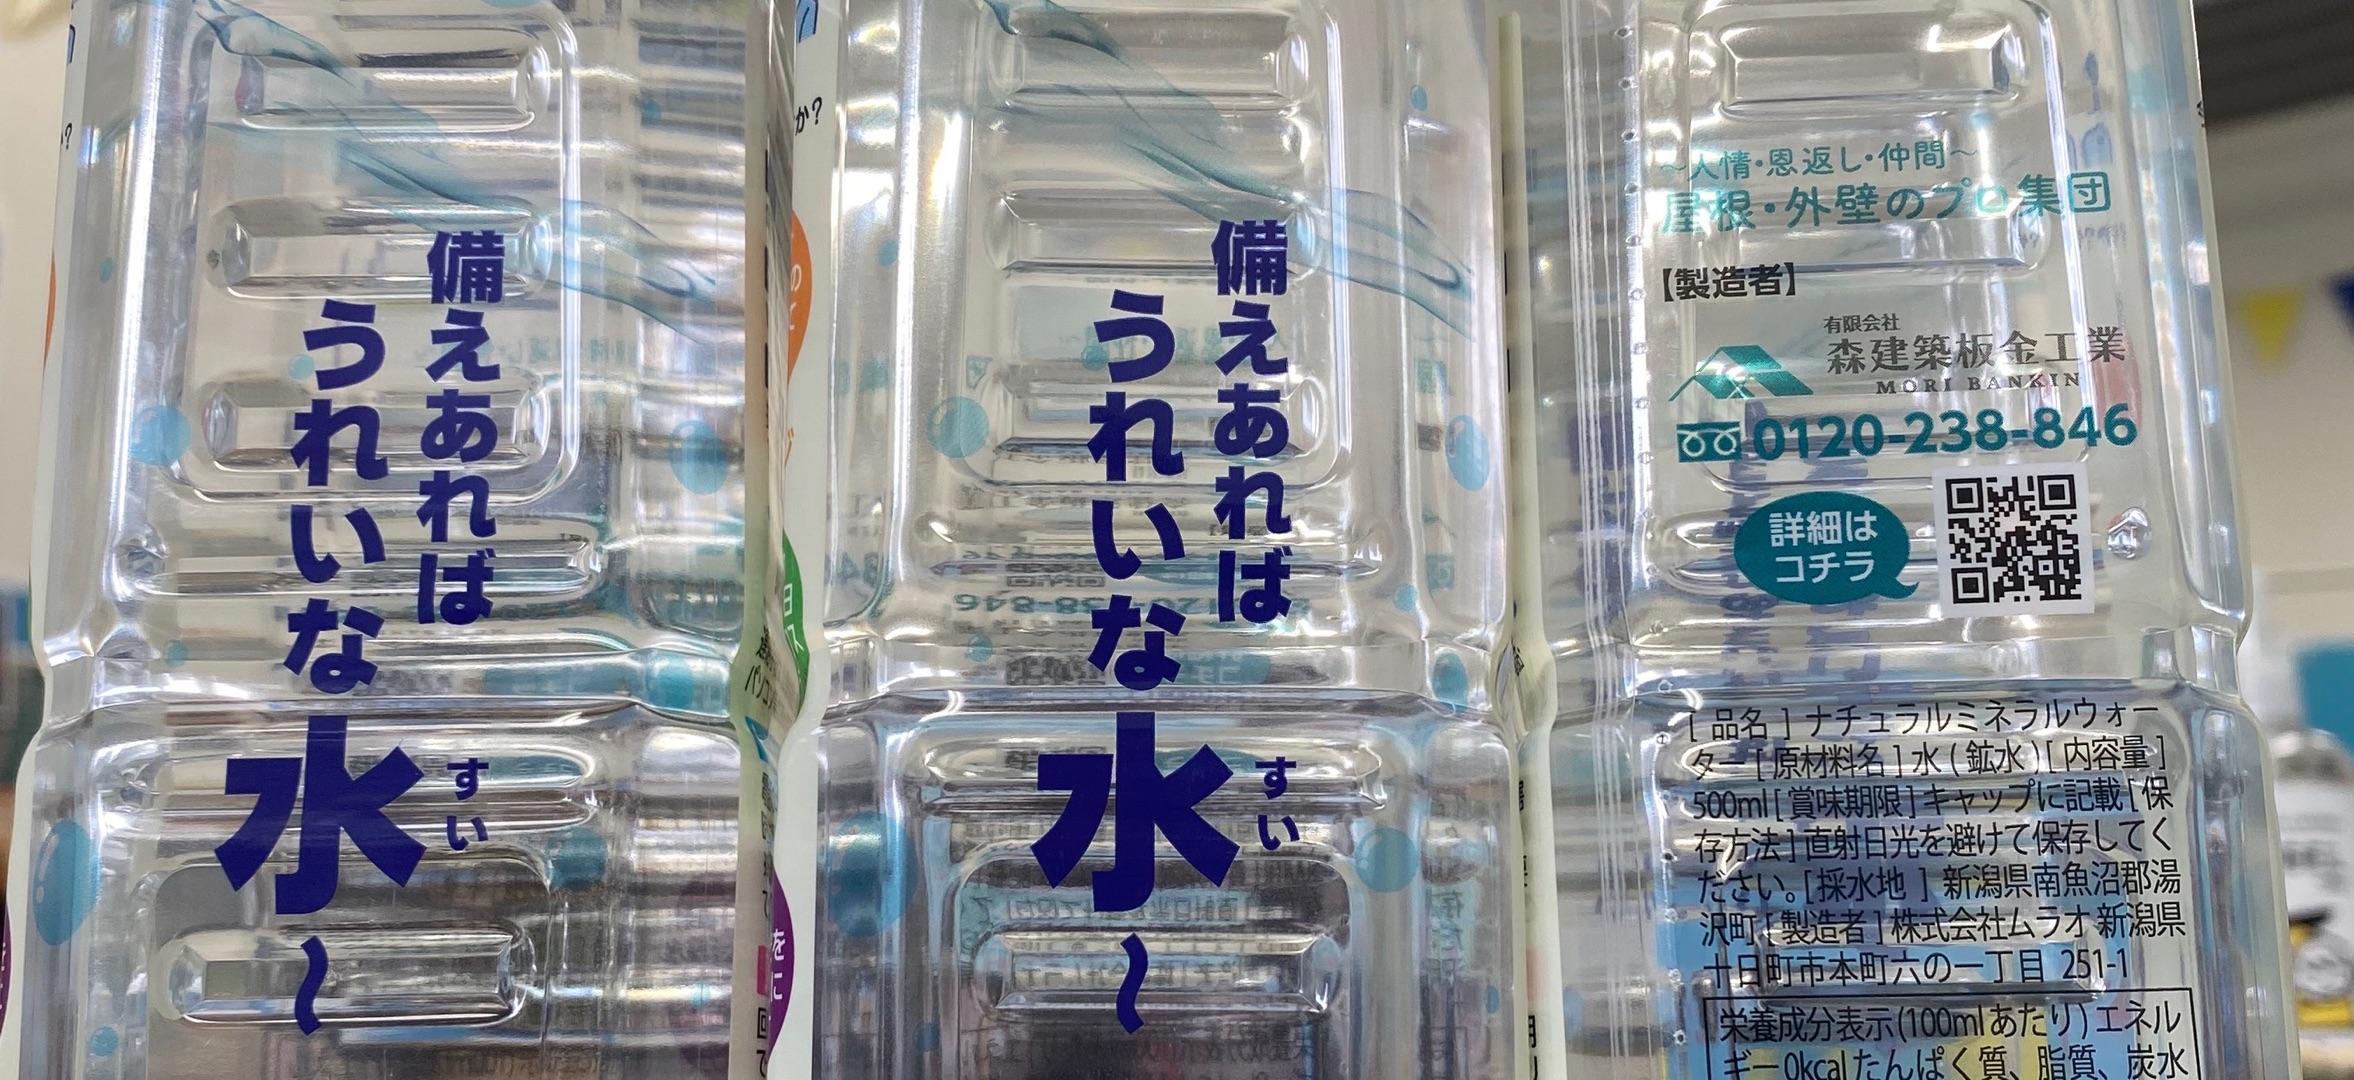 か?
備えあれば
うれいな
水〜
すい
か?
備えあれば
うれいな
水〜
すい
〜人情・恩返し・仲間〜
屋根・外壁のプロ集団
【製造者】
有限会社
森建築板金工業
MORI BANKIN
0120-238-846
詳細は
コチラ
[ 品名 ] ナチュラルミネラルウォー
ター [ 原材料名 ] 水 ( 鉱水 ) [ 内容量 ]
500ml [ 賞味期限 ] キャップに記載 [ 保
存方法 ] 直射日光を避けて保存してく
ださい。[ 採水地 ] 新潟県南魚沼郡湯
沢町 [ 製造者 ] 株式会社ムラオ 新潟県
十日町市本町六の一丁目 251-1
栄養成分表示(100mlあたり) エネル
ギー 0kcal たんぱく質、脂質、炭水